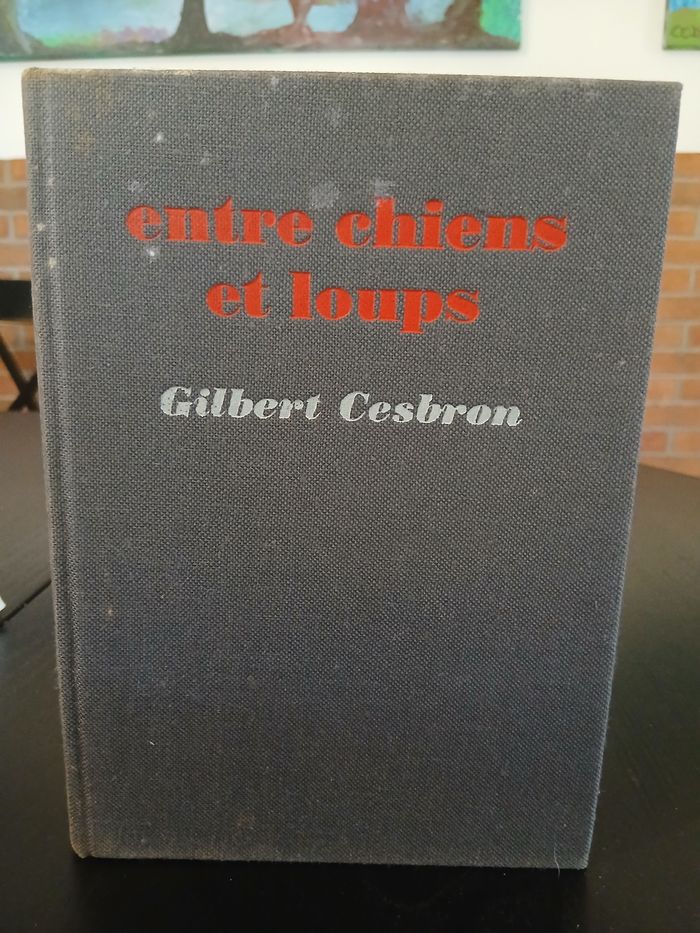 entre chiens
et loups
Gilbert Cesbron